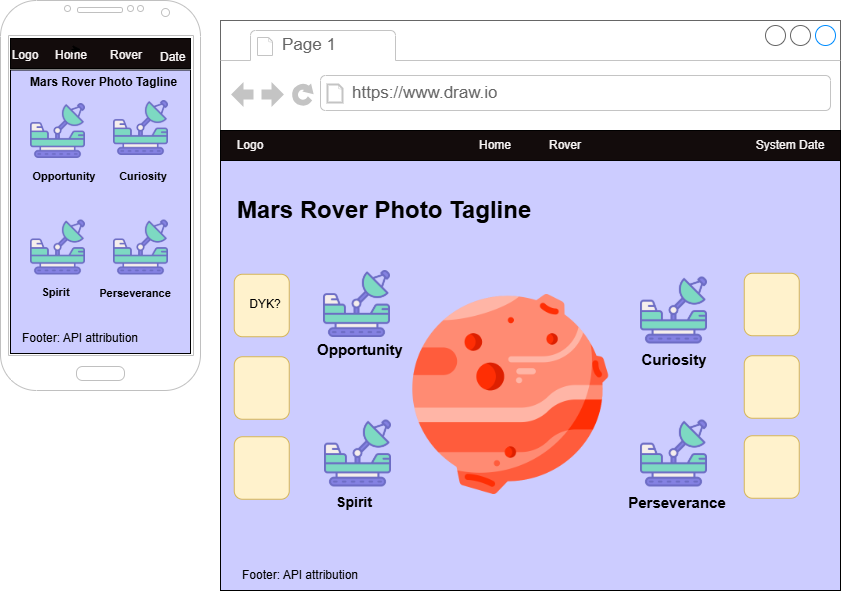 Logo Home Rover Date
Mars Rover Photo Tagline
Opportunity Curiosity
Spirit Perseverance
Footer: API attribution
Page 1
https://www.draw.io
Logo Home Rover System Date
Mars Rover Photo Tagline
DYK?
Opportunity Curiosity
Spirit Perseverance
Footer: API attribution